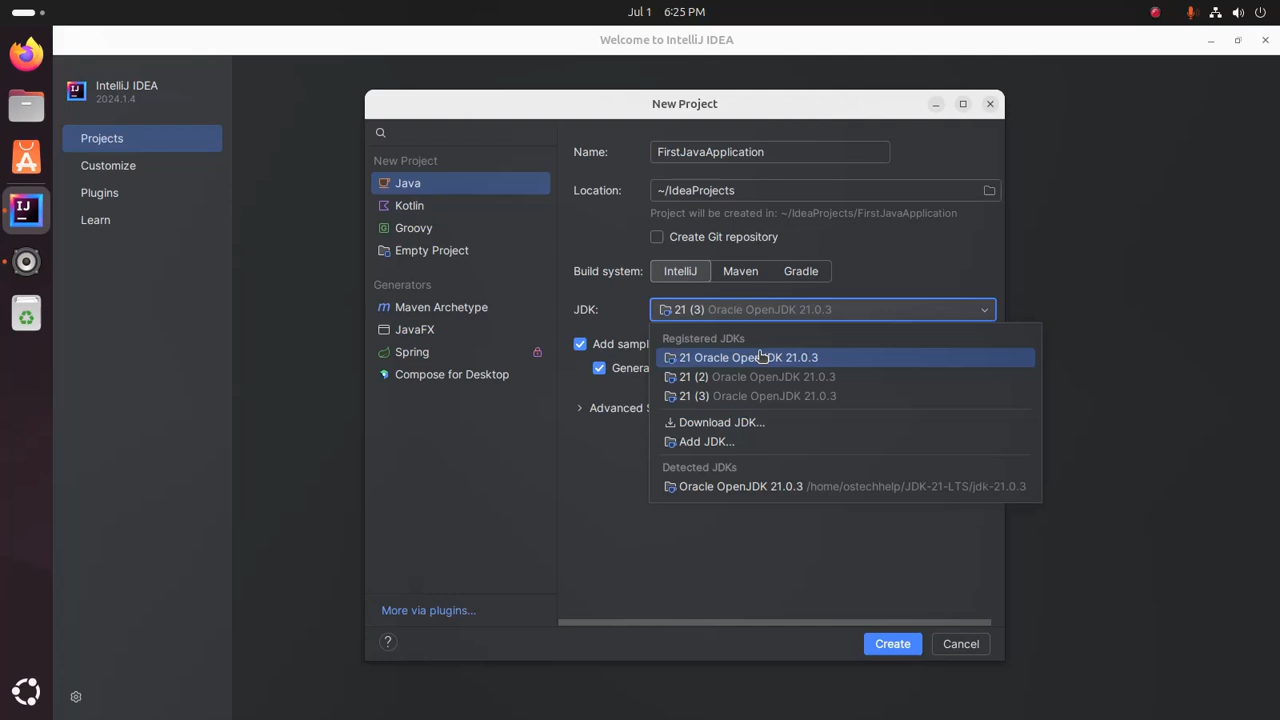 Jul 1 6:25 PM
Welcome to IntelliJ IDEA
IntelliJ IDEA
2024.1.4
Projects
Customize
Plugins
Learn
New Project
New Project
Java
Kotlin
Groovy
Empty Project
Generators
Maven Archetype
JavaFX
Spring
Compose for Desktop
More via plugins...
Name: FirstJavaApplication
Location: ~/IdeaProjects
Project will be created in: ~/IdeaProjects/FirstJavaApplication
Create Git repository
Build system: IntelliJ Maven Gradle
JDK: 21 (3) Oracle OpenJDK 21.0.3
Registered JDKs
Add sampl
21 Oracle OpenJDK 21.0.3
Genera
21 (2) Oracle OpenJDK 21.0.3
21 (3) Oracle OpenJDK 21.0.3
Advanced S
Download JDK...
Add JDK...
Detected JDKs
Oracle OpenJDK 21.0.3 /home/ostechhelp/JDK-21-LTS/jdk-21.0.3
? Create Cancel